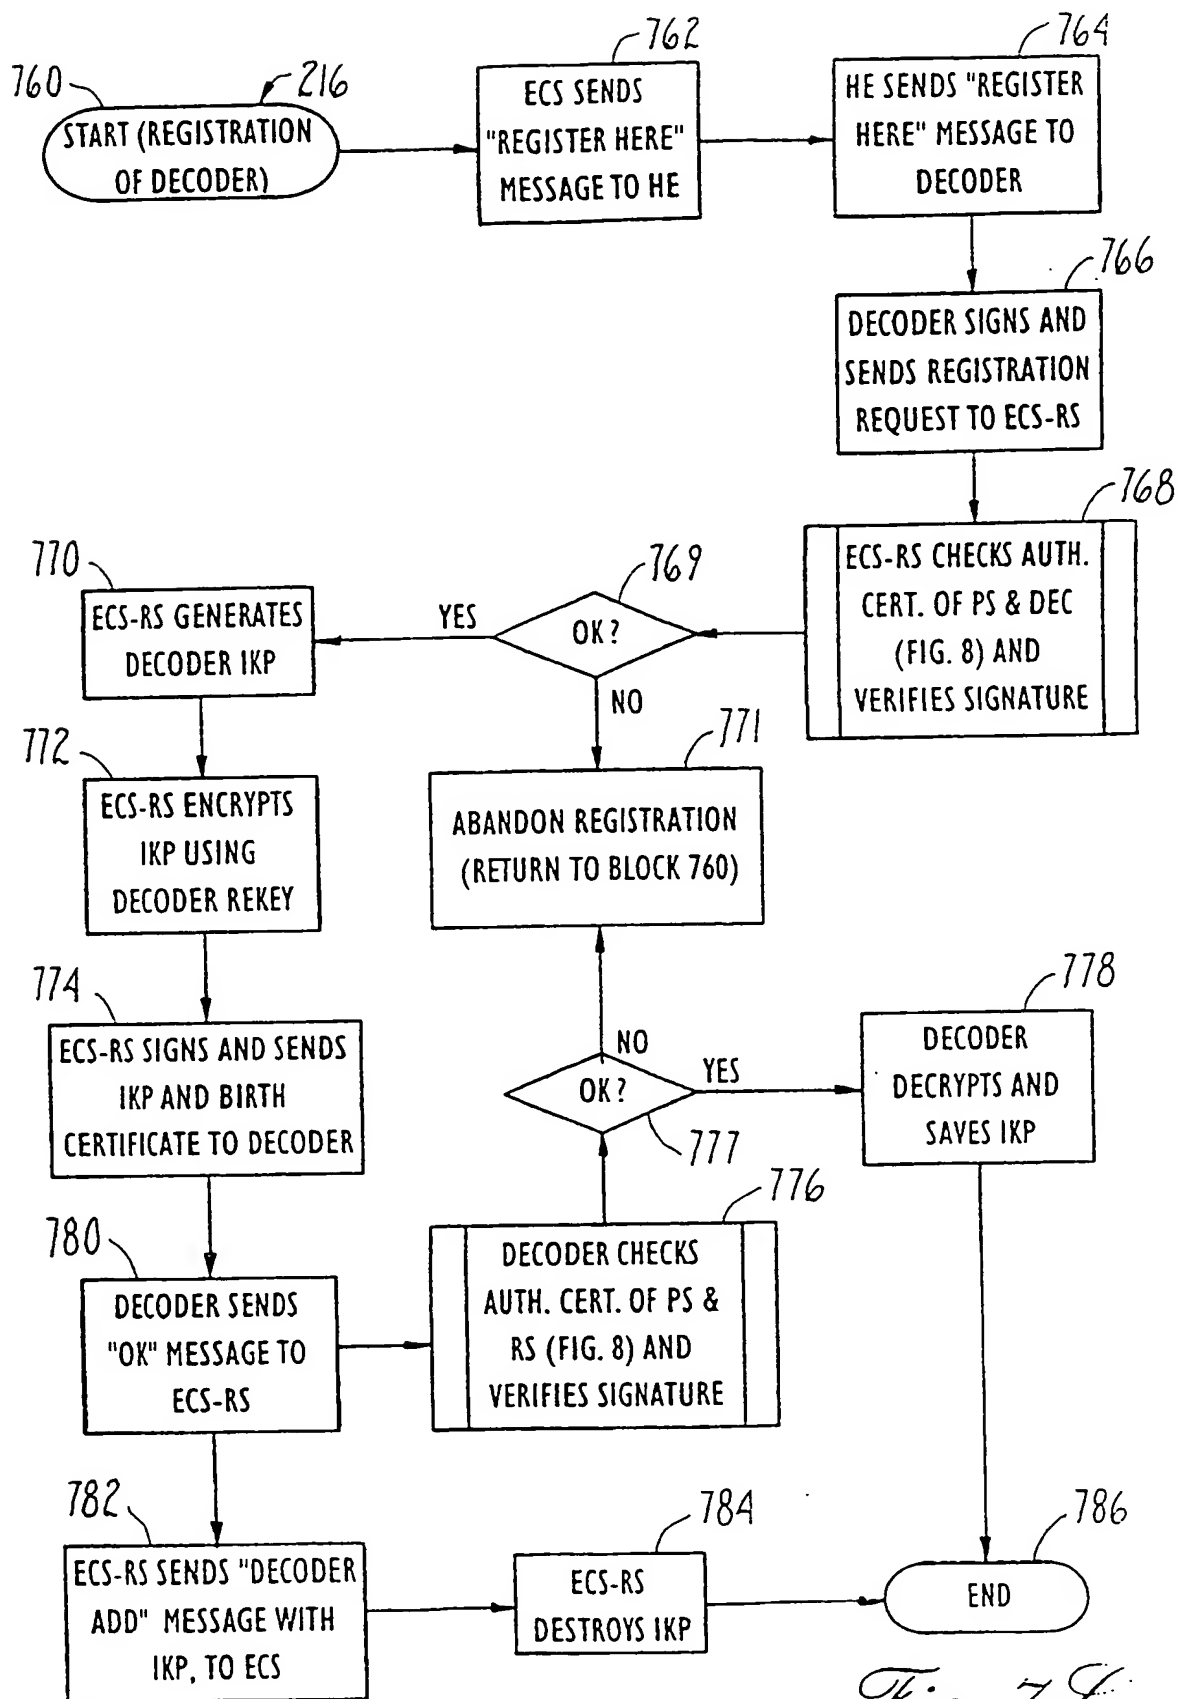 760
216
START (REGISTRATION
OF DECODER)
762
ECS SENDS
"REGISTER HERE"
MESSAGE TO HE
764
HE SENDS "REGISTER
HERE" MESSAGE TO
DECODER
766
DECODER SIGNS AND
SENDS REGISTRATION
REQUEST TO ECS-RS
768
ECS-RS CHECKS AUTH.
CERT. OF PS & DEC
(FIG. 8) AND
VERIFIES SIGNATURE
769
OK?
YES
NO
770
ECS-RS GENERATES
DECODER IKP
771
ABANDON REGISTRATION
(RETURN TO BLOCK 760)
772
ECS-RS ENCRYPTS
IKP USING
DECODER REKEY
774
ECS-RS SIGNS AND SENDS
IKP AND BIRTH
CERTIFICATE TO DECODER
NO
OK?
YES
777
778
DECODER
DECRYPTS AND
SAVES IKP
780
DECODER SENDS
"OK" MESSAGE TO
ECS-RS
776
DECODER CHECKS
AUTH. CERT. OF PS &
RS (FIG. 8) AND
VERIFIES SIGNATURE
782
ECS-RS SENDS "DECODER
ADD" MESSAGE WITH
IKP, TO ECS
784
ECS-RS
DESTROYS IKP
786
END